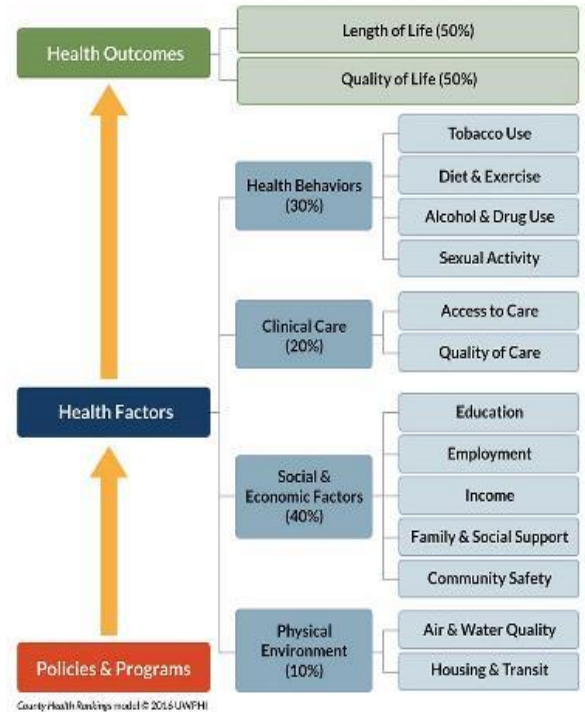 Health Outcomes
Length of Life (50%)
Quality of Life (50%)
Health Behaviors
(30%)
Tobacco Use
Diet & Exercise
Alcohol & Drug Use
Sexual Activity
Clinical Care
(20%)
Access to Care
Quality of Care
Health Factors
Social &
Economic Factors
(40%)
Education
Employment
Income
Family & Social Support
Community Safety
Physical
Environment
(10%)
Air & Water Quality
Housing & Transit
Policies & Programs
County Health Rankings model © 2016 UWPHI